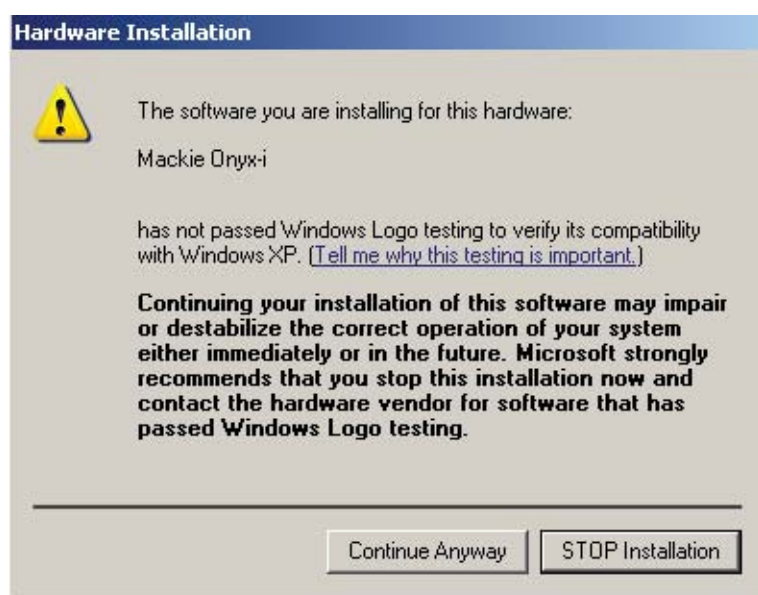 Hardware Installation
The software you are installing for this hardware:
Mackie Onyx-i
has not passed Windows Logo testing to verify its compatibility
with Windows XP. (Tell me why this testing is important.)
Continuing your installation of this software may impair
or destabilize the correct operation of your system
either immediately or in the future. Microsoft strongly
recommends that you stop this installation now and
contact the hardware vendor for software that has
passed Windows Logo testing.
Continue Anyway
STOP Installation